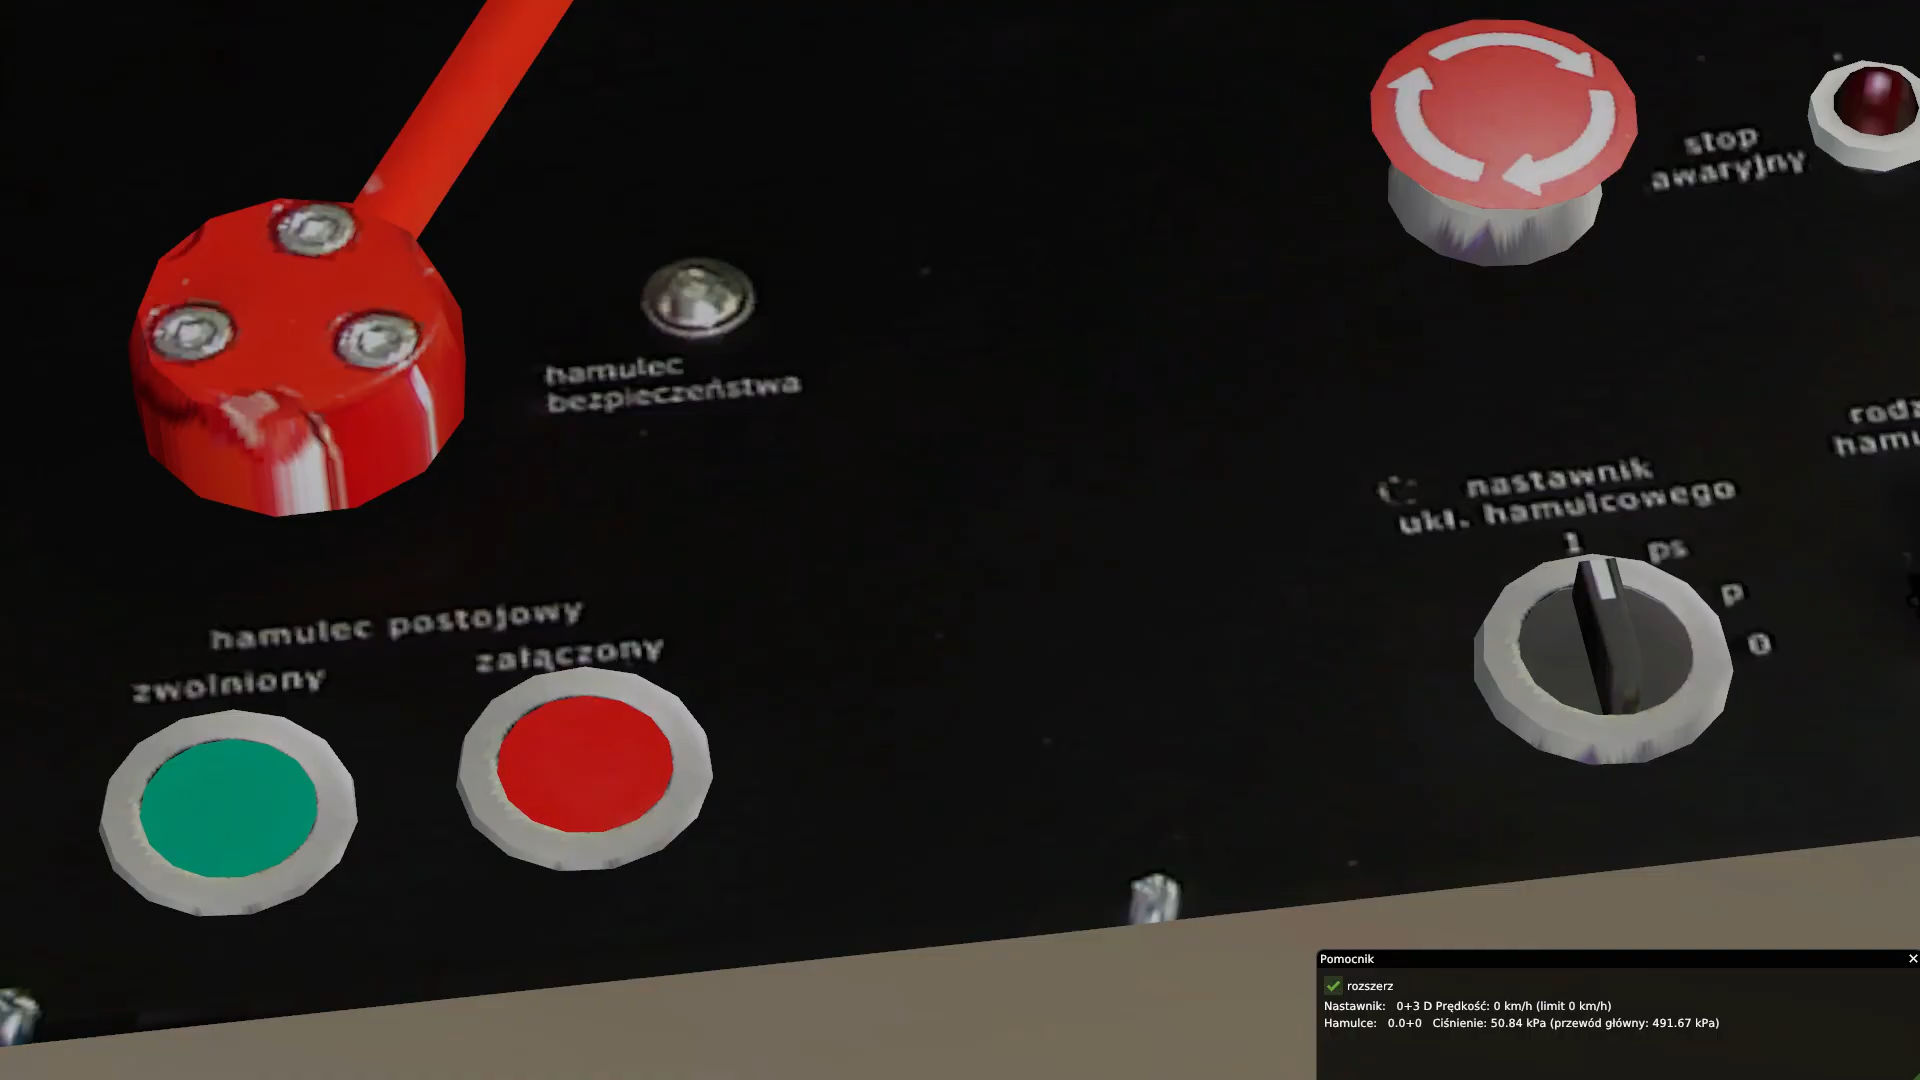 stop
awaryjny
hamulec
bezpieczeństwa
nastawnik
ukł. hamulcowego
1
ps
p
0
hamulec postojowy
zwolniony
załączony
Pomocnik
rozszerz
Nastawnik: 0+3 D Prędkość: 0 km/h (limit 0 km/h)
Hamulce: 0.0+0 Ciśnienie: 50.84 kPa (przewód główny: 491.67 kPa)